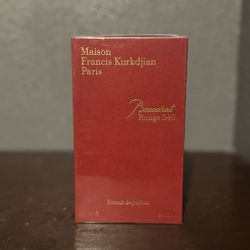 Maison
Francis Kurkdjian
Paris
Baccarat
Rouge 540
Extrait de parfum